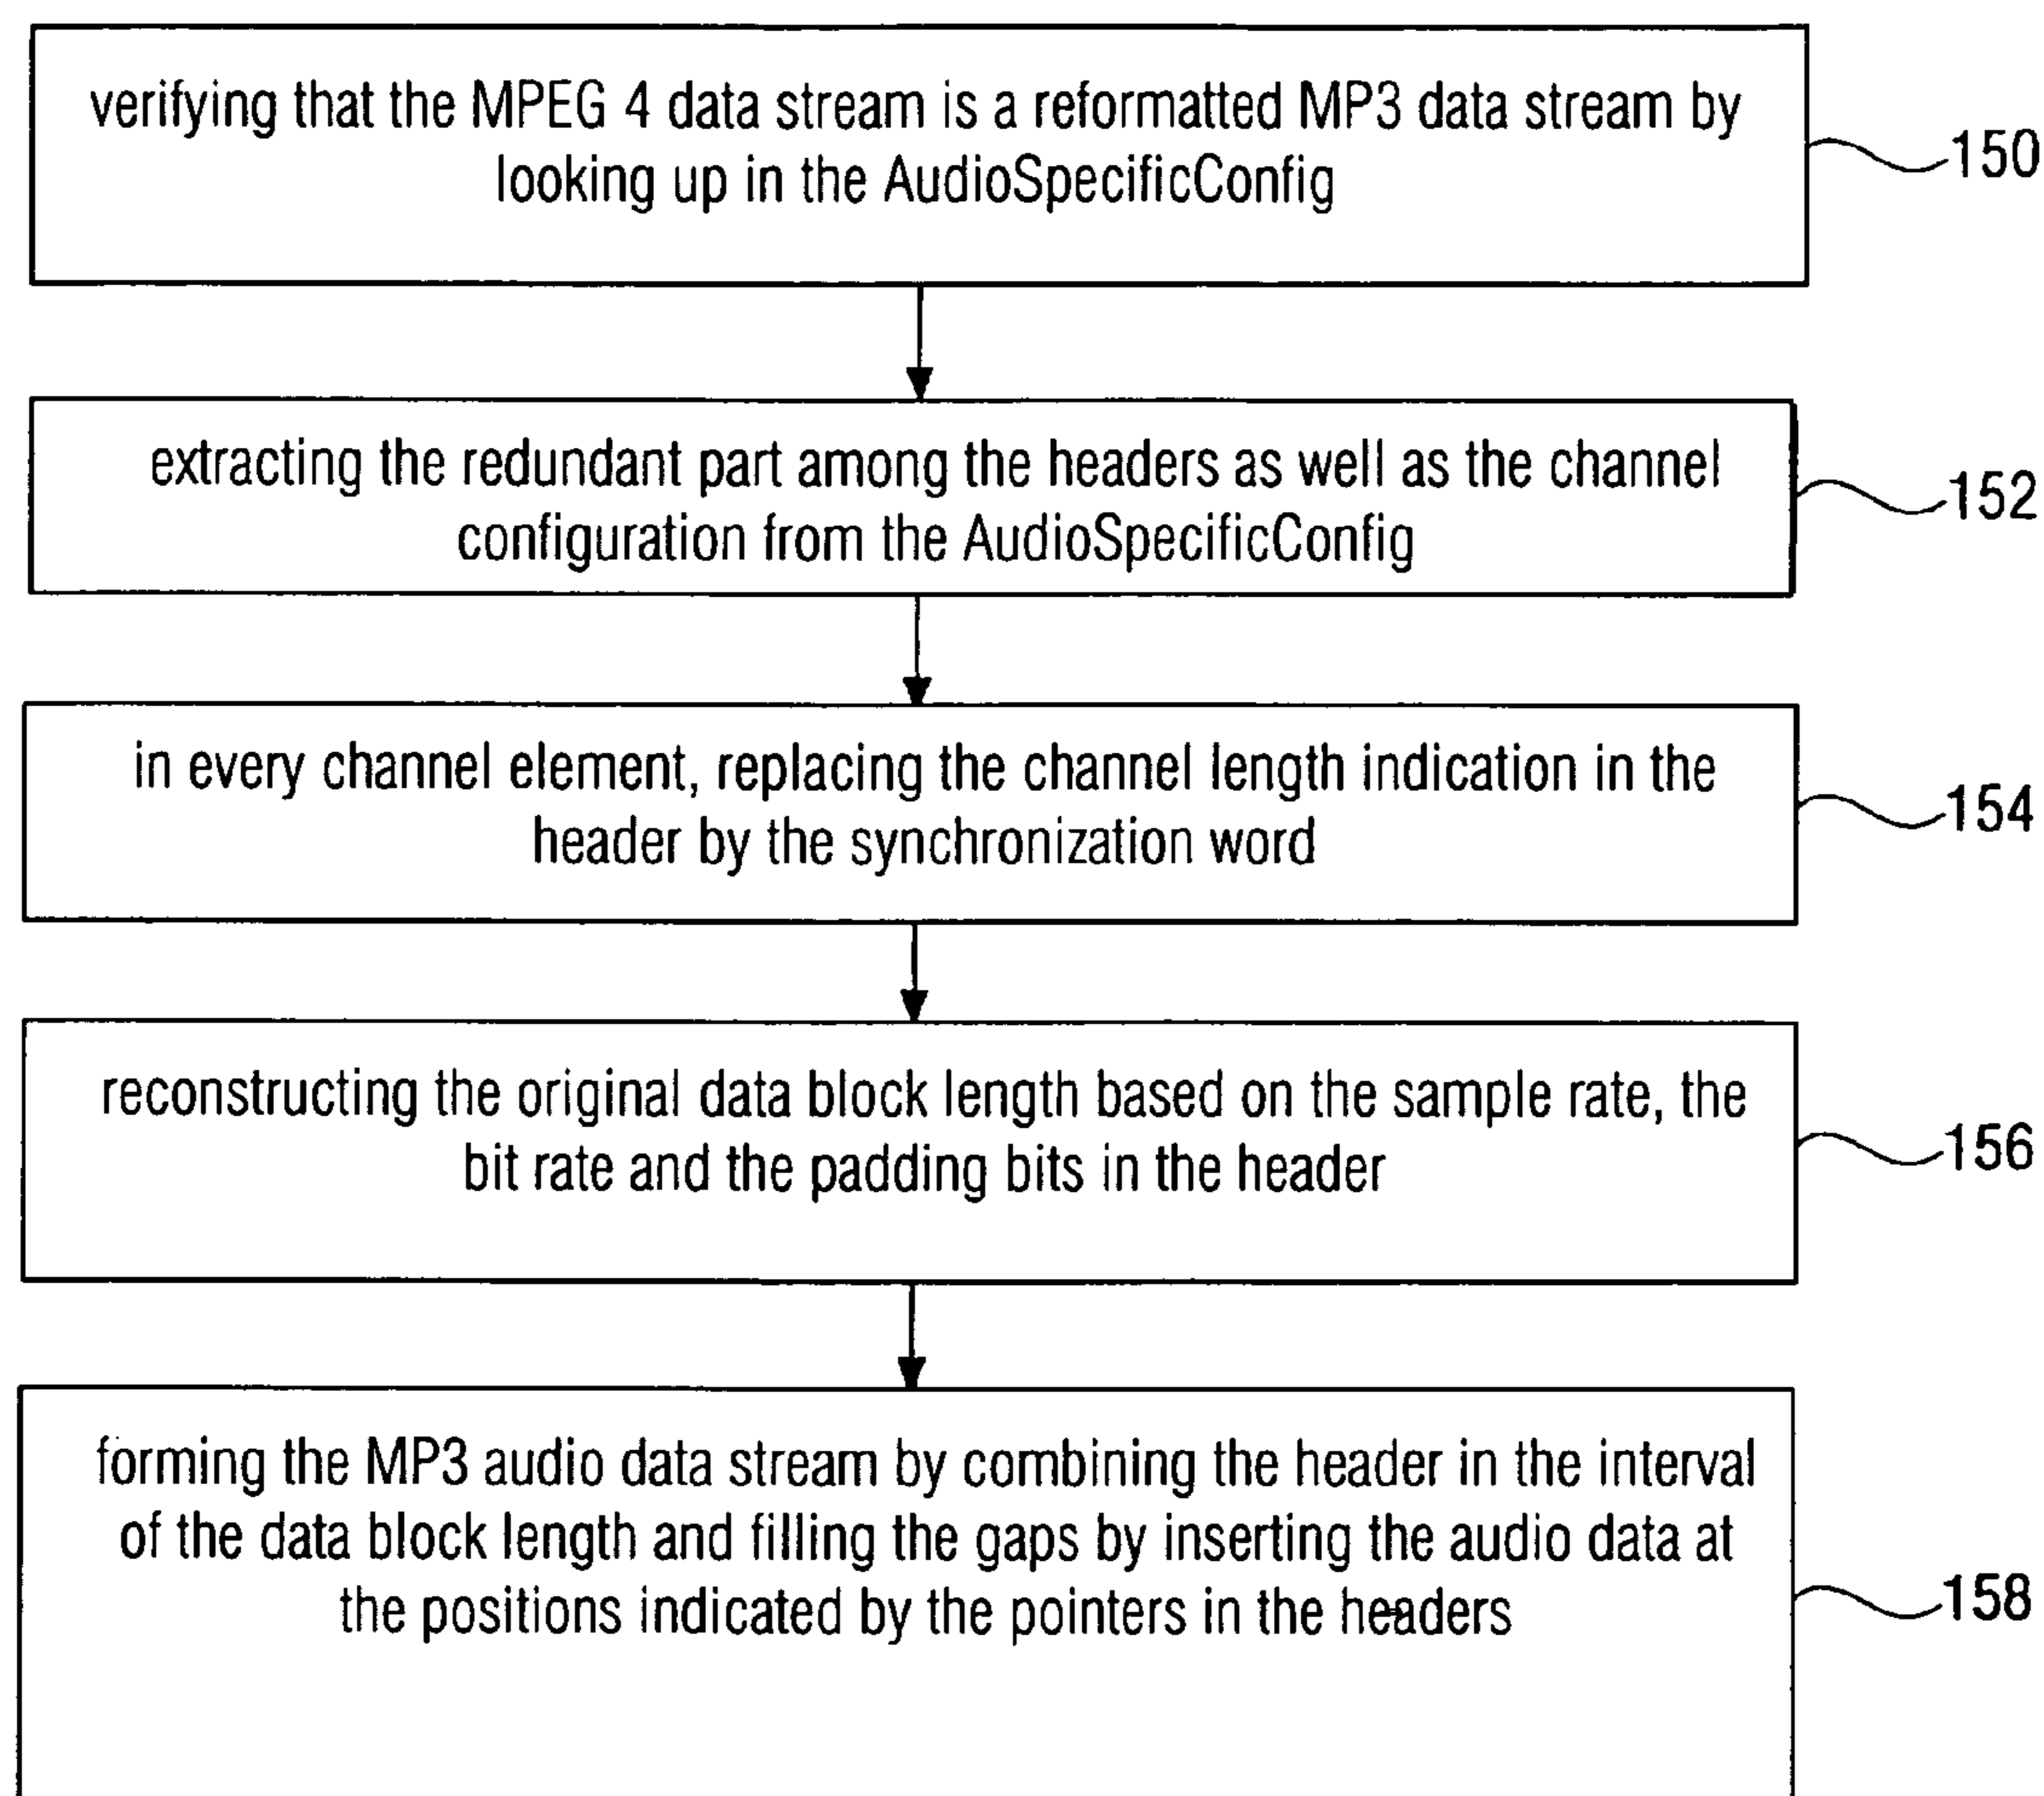 verifying that the MPEG 4 data stream is a reformatted MP3 data stream by
looking up in the AudioSpecificConfig
150
extracting the redundant part among the headers as well as the channel
configuration from the AudioSpecificConfig
152
in every channel element, replacing the channel length indication in the
header by the synchronization word
154
reconstructing the original data block length based on the sample rate, the
bit rate and the padding bits in the header
156
forming the MP3 audio data stream by combining the header in the interval
of the data block length and filling the gaps by inserting the audio data at
the positions indicated by the pointers in the headers
158